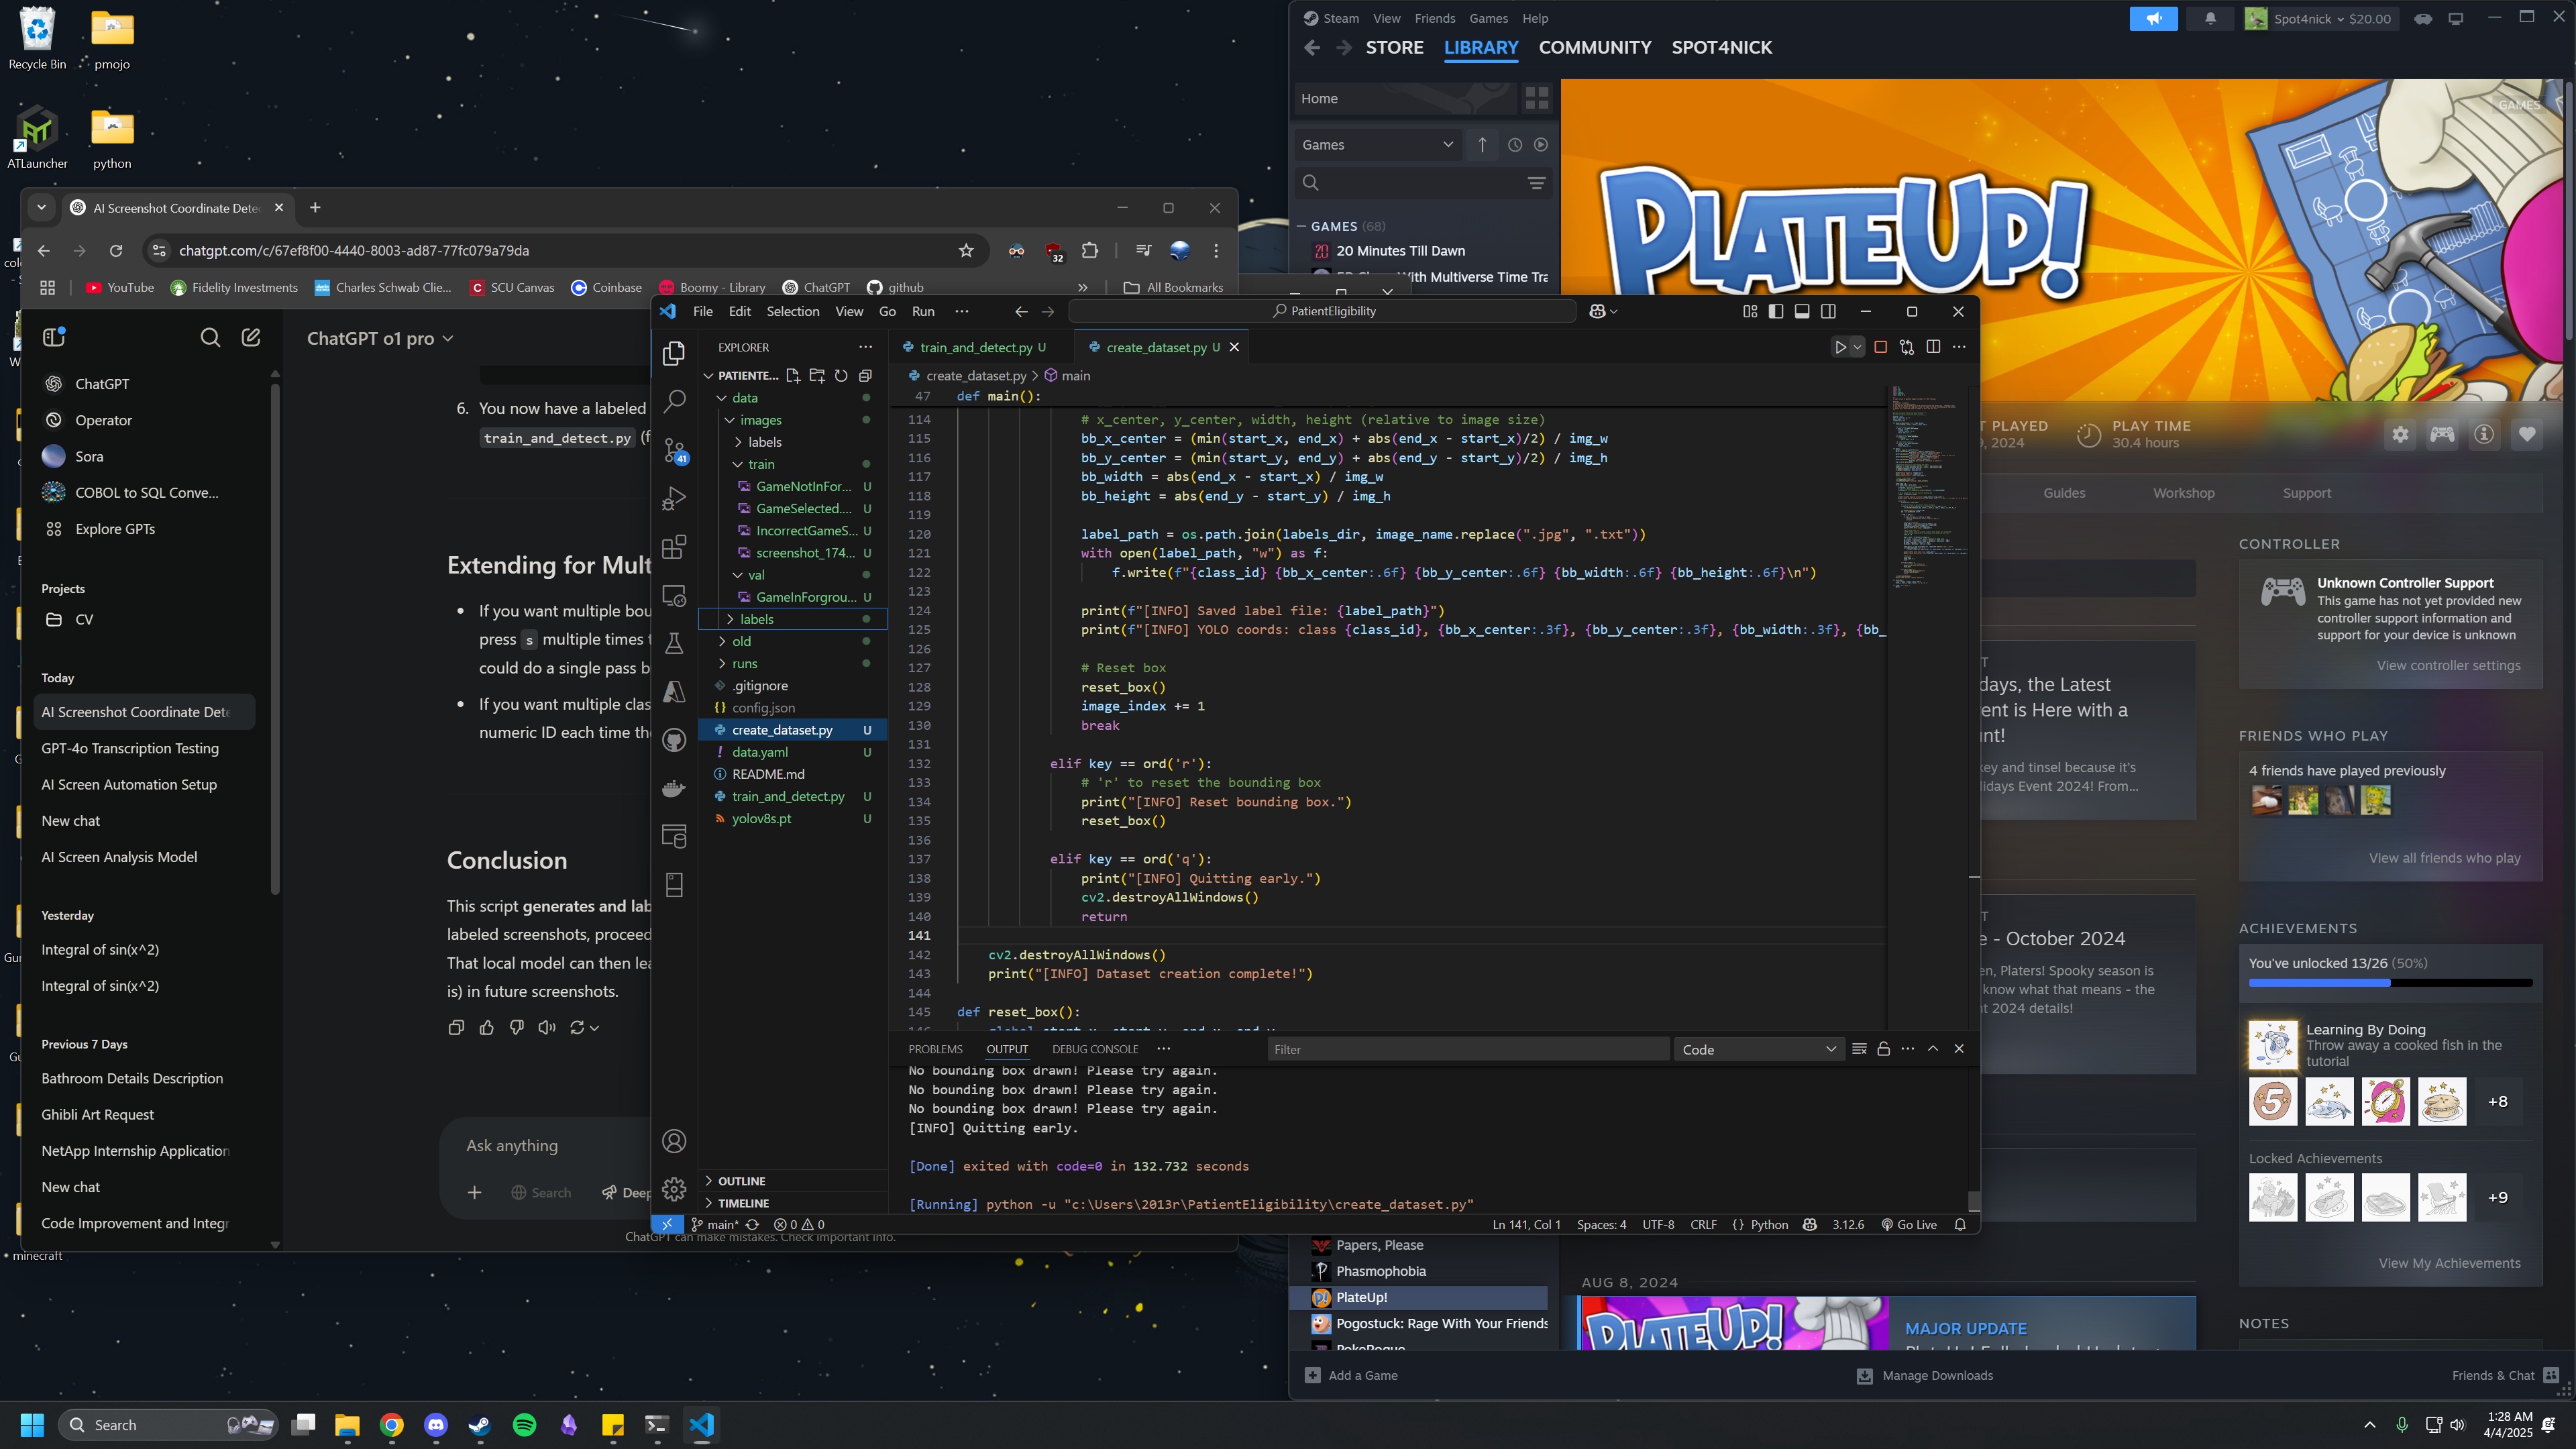 Recycle Bin
pmojo
ATLauncher
python
minecraft
AI Screenshot Coordinate Dete
chatgpt.com/c/67ef8f00-4440-8003-ad87-77fc079a79da
32
YouTube
Fidelity Investments
Charles Schwab Clie...
SCU Canvas
Coinbase
Boomy - Library
ChatGPT
github
»
All Bookmarks
ChatGPT o1 pro
ChatGPT
Operator
Sora
COBOL to SQL Conve...
Explore GPTs
Projects
CV
Today
AI Screenshot Coordinate Dete
GPT-4o Transcription Testing
AI Screen Automation Setup
New chat
AI Screen Analysis Model
Yesterday
Integral of sin(x^2)
Integral of sin(x^2)
Previous 7 Days
Bathroom Details Description
Ghibli Art Request
NetApp Internship Application
New chat
Code Improvement and Integr
6. You now have a labeled
train_and_detect.py (f
Extending for Mult
• If you want multiple bou
press s multiple times t
could do a single pass b
• If you want multiple clas
numeric ID each time the
Conclusion
This script generates and lab
labeled screenshots, proceed
That local model can then lea
is) in future screenshots.
Ask anything
Search
Deep
ChatGPT can make mistakes. Check important info.
File Edit Selection View Go Run ···
PatientEligibility
EXPLORER
PATIENTE...
data
images
labels
train
GameNotInFor... U
GameSelected.... U
IncorrectGameS... U
screenshot_174... U
val
GameInForgrou... U
labels
old
runs
.gitignore
config.json
create_dataset.py U
data.yaml U
README.md
train_and_detect.py U
yolov8s.pt U
OUTLINE
TIMELINE
41
train_and_detect.py U
create_dataset.py U
create_dataset.py > main
47 def main():
114 # x_center, y_center, width, height (relative to image size)
115 bb_x_center = (min(start_x, end_x) + abs(end_x - start_x)/2) / img_w
116 bb_y_center = (min(start_y, end_y) + abs(end_y - start_y)/2) / img_h
117 bb_width = abs(end_x - start_x) / img_w
118 bb_height = abs(end_y - start_y) / img_h
119
120 label_path = os.path.join(labels_dir, image_name.replace(".jpg", ".txt"))
121 with open(label_path, "w") as f:
122 f.write(f"{class_id} {bb_x_center:.6f} {bb_y_center:.6f} {bb_width:.6f} {bb_height:.6f}\n")
123
124 print(f"[INFO] Saved label file: {label_path}")
125 print(f"[INFO] YOLO coords: class {class_id}, {bb_x_center:.3f}, {bb_y_center:.3f}, {bb_width:.3f}, {bb_
126
127 # Reset box
128 reset_box()
129 image_index += 1
130 break
131
132 elif key == ord('r'):
133 # 'r' to reset the bounding box
134 print("[INFO] Reset bounding box.")
135 reset_box()
136
137 elif key == ord('q'):
138 print("[INFO] Quitting early.")
139 cv2.destroyAllWindows()
140 return
141
142 cv2.destroyAllWindows()
143 print("[INFO] Dataset creation complete!")
144
145 def reset_box():
PROBLEMS OUTPUT DEBUG CONSOLE ···
Filter
Code
No bounding box drawn! Please try again.
No bounding box drawn! Please try again.
No bounding box drawn! Please try again.
[INFO] Quitting early.
[Done] exited with code=0 in 132.732 seconds
[Running] python -u "c:\Users\2013r\PatientEligibility\create_dataset.py"
main* 0 0
Ln 141, Col 1 Spaces: 4 UTF-8 CRLF {} Python 3.12.6 Go Live
Steam View Friends Games Help
Spot4nick $20.00
STORE LIBRARY COMMUNITY SPOT4NICK
Home
Games
GAMES (68)
20 Minutes Till Dawn
5D Chess With Multiverse Time Tra
Papers, Please
Phasmophobia
PlateUp!
Pogostuck: Rage With Your Friends
PokeRogue
Add a Game
GAMES
PLATEUP!
T PLAYED
9, 2024
PLAY TIME
30.4 hours
Guides
Workshop
Support
CONTROLLER
Unknown Controller Support
This game has not yet provided new
controller support information and
support for your device is unknown
View controller settings
days, the Latest
ent is Here with a
nt!
key and tinsel because it's
lidays Event 2024! From...
FRIENDS WHO PLAY
4 friends have played previously
View all friends who play
e - October 2024
en, Platers! Spooky season is
know what that means - the
t 2024 details!
ACHIEVEMENTS
You've unlocked 13/26 (50%)
Learning By Doing
Throw away a cooked fish in the
tutorial
5
+8
Locked Achievements
+9
View My Achievements
AUG 8, 2024
PLATEUP!
MAJOR UPDATE
NOTES
Manage Downloads
Friends & Chat
Search
1:28 AM
4/4/2025